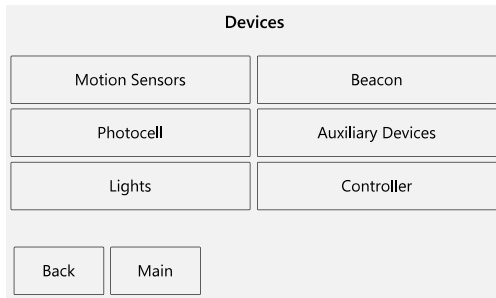 Devices
Motion Sensors
Beacon
Photocell
Auxiliary Devices
Lights
Controller
Back
Main